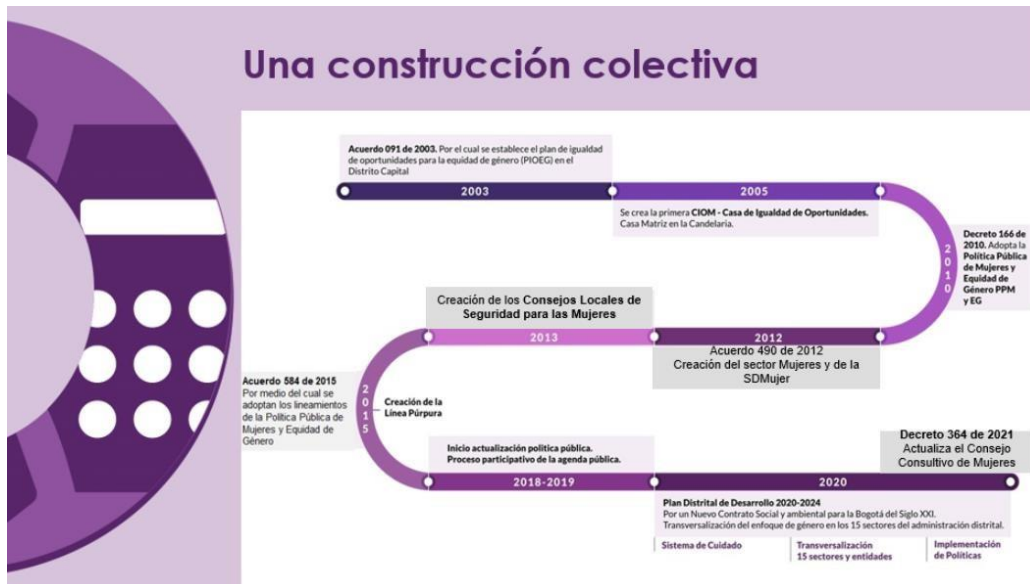 Una construcción colectiva
Acuerdo 091 de 2003. Por el cual se establece el plan de igualdad
de oportunidades para la equidad de género (PIOEG) en el
Distrito Capital
2003
2005
Se crea la primera CIOM - Casa de Igualdad de Oportunidades.
Casa Matriz en la Candelaria.
2010
Decreto 166 de
2010. Adopta la
Política Pública
de Mujeres y
Equidad de
Género PPM
y EG
Creación de los Consejos Locales de
Seguridad para las Mujeres
2013
2012
Acuerdo 490 de 2012
Creación del sector Mujeres y de la
SDMujer
Acuerdo 584 de 2015
Por medio del cual se
adoptan los lineamientos
de la Política Pública de
Mujeres y Equidad de
Género
2015
Creación de la
Línea Púrpura
Inicio actualización política pública.
Proceso participativo de la agenda pública.
2018-2019
Decreto 364 de 2021
Actualiza el Consejo
Consultivo de Mujeres
2020
Plan Distrital de Desarrollo 2020-2024
Por un Nuevo Contrato Social y ambiental para la Bogotá del Siglo XXI.
Transversalización del enfoque de género en los 15 sectores del administración distrital.
Sistema de Cuidado
Transversalización
15 sectores y entidades
Implementación
de Políticas